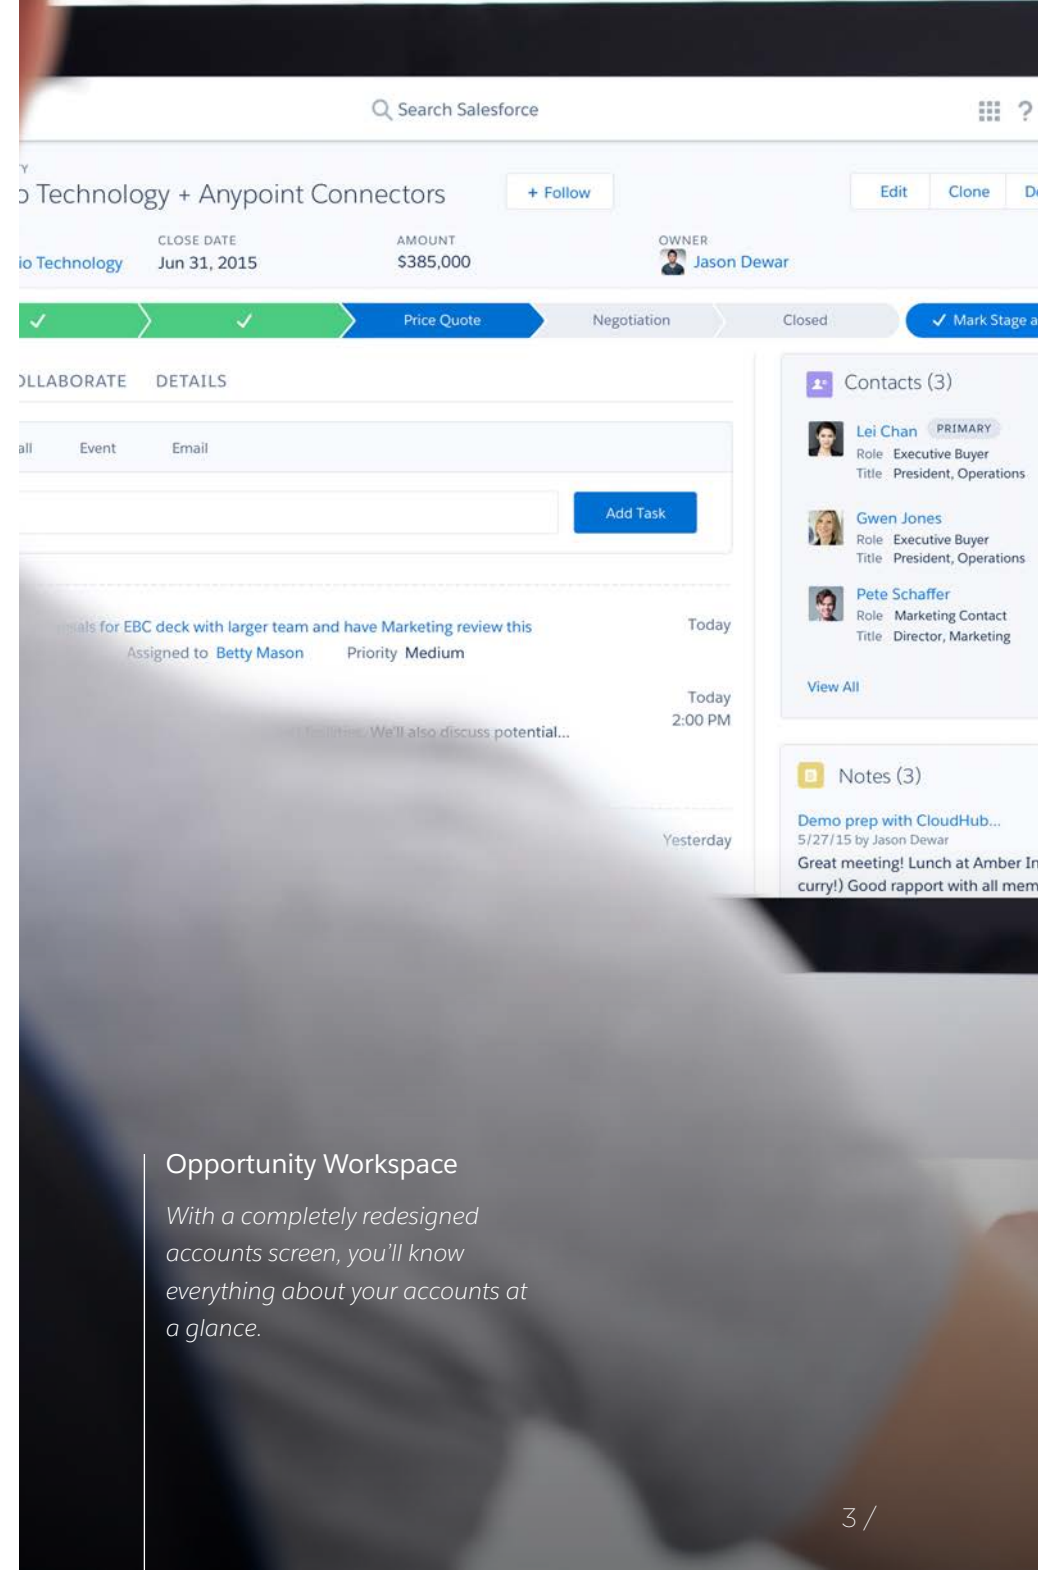 Search Salesforce
?
Technology + Anypoint Connectors
+ Follow
Edit
Clone
CLOSE DATE
AMOUNT
OWNER
Technology
Jun 31, 2015
$385,000
Jason Dewar
Price Quote
Negotiation
Closed
Mark Stage
DETAILS
Event
Email
Add Task
for EBC deck with larger team and have Marketing review this
Today
Assigned to Betty Mason
Priority Medium
Today
2:00 PM
We'll also discuss potential...
Yesterday
Contacts (3)
Lei Chan PRIMARY
Role Executive Buyer
Title President, Operations
Gwen Jones
Role Executive Buyer
Title President, Operations
Pete Schaffer
Role Marketing Contact
Title Director, Marketing
View All
Notes (3)
Demo prep with CloudHub...
5/27/15 by Jason Dewar
Great meeting! Lunch at Amber
curry!) Good rapport with all
Opportunity Workspace
With a completely redesigned
accounts screen, you'll know
everything about your accounts at
a glance.
3 /